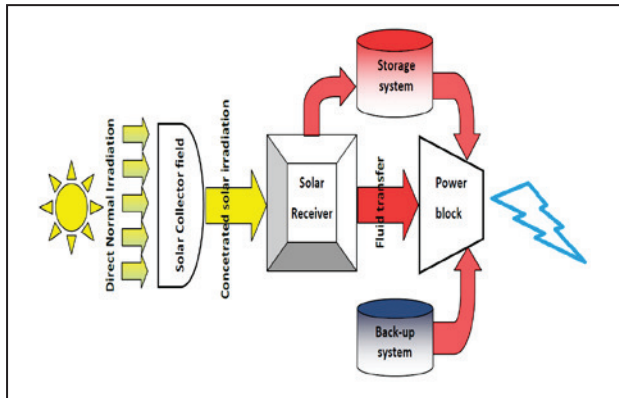 Direct Normal Irradiation
Solar Collector field
Concetrated solar irradiation
Solar
Receiver
Storage
system
Fluid transfer
Power
block
Back-up
system